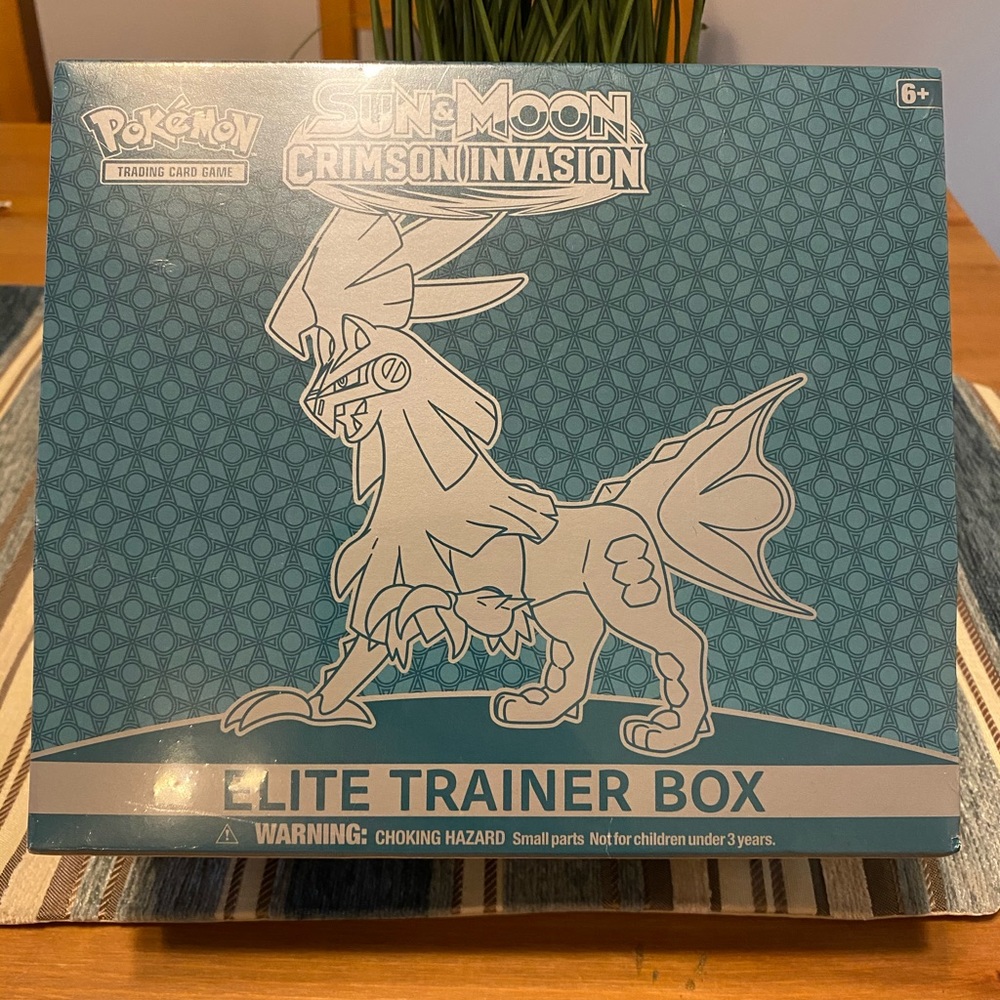 Pokémon
TRADING CARD GAME
SUN & MOON
CRIMSON INVASION
6+
ELITE TRAINER BOX
WARNING: CHOKING HAZARD Small parts Not for children under 3 years.